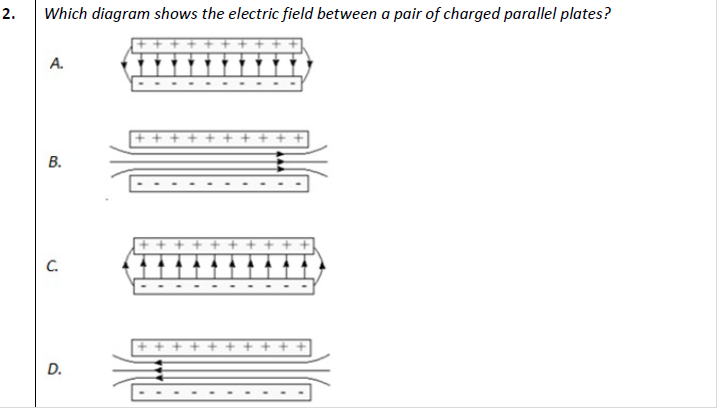 2. Which diagram shows the electric field between a pair of charged parallel plates?
+ + + + + + + + + +
A.
- - - - - - - - - -
+ + + + + + + + + +
B.
- - - - - - - - - -
+ + + + + + + + + +
C.
- - - - - - - - - -
+ + + + + + + + + +
D.
- - - - - - - - - -